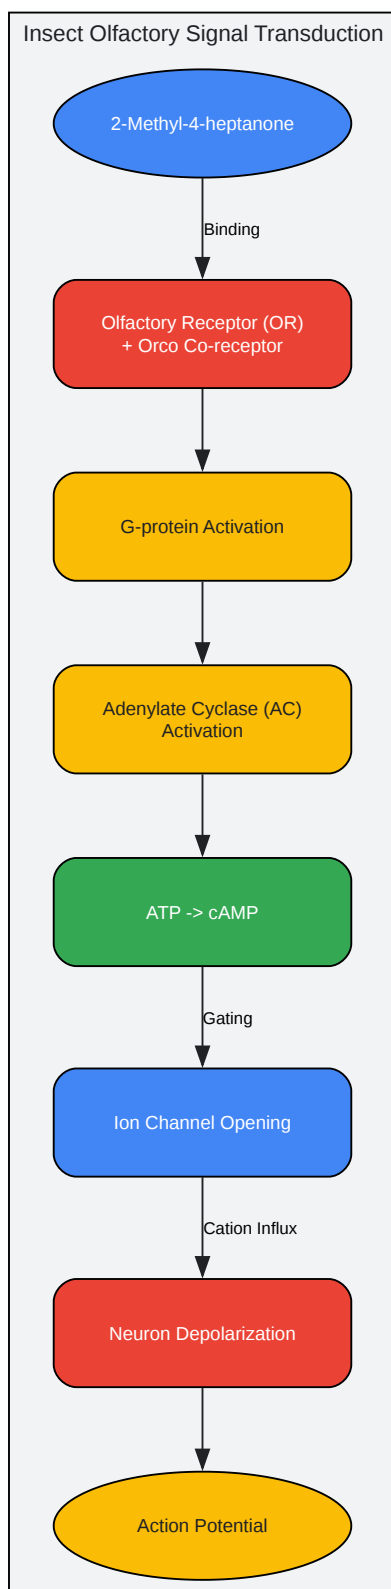 Insect Olfactory Signal Transduction
2-Methyl-4-heptanone
Binding
Olfactory Receptor (OR)
+ Orco Co-receptor
G-protein Activation
Adenylate Cyclase (AC)
Activation
ATP -> cAMP
Gating
Ion Channel Opening
Cation Influx
Neuron Depolarization
Action Potential